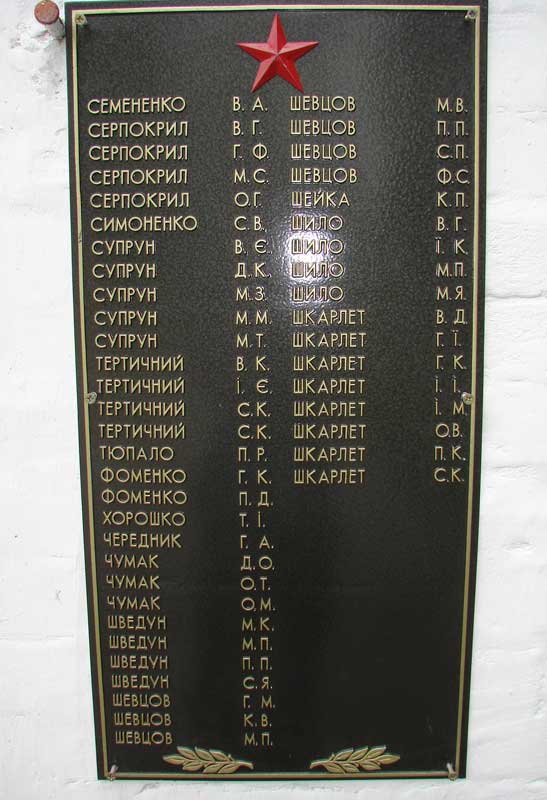 СЕМЕНЕНКО В. А.
СЕРПОКРИЛ В. Г.
СЕРПОКРИЛ Г. Ф.
СЕРПОКРИЛ М. С.
СЕРПОКРИЛ О. Г.
СИМОНЕНКО С. В.
СУПРУН В. Є.
СУПРУН Д. К.
СУПРУН М. З.
СУПРУН М. М.
СУПРУН М. Т.
ТЕРТИЧНИЙ В. К.
ТЕРТИЧНИЙ І. Є.
ТЕРТИЧНИЙ С. К.
ТЕРТИЧНИЙ С. К.
ТЮПАЛО П. Р.
ФОМЕНКО Г. К.
ФОМЕНКО П. Д.
ХОРОШКО Т. І.
ЧЕРЕДНИК Г. А.
ЧУМАК Д. О.
ЧУМАК О. Т.
ЧУМАК О. М.
ШВЕДУН М. К.
ШВЕДУН М. П.
ШВЕДУН П. П.
ШВЕДУН С. Я.
ШЕВЦОВ Г. М.
ШЕВЦОВ К. В.
ШЕВЦОВ М. П.
ШЕВЦОВ М. В.
ШЕВЦОВ П. П.
ШЕВЦОВ С. П.
ШЕВЦОВ Ф. С.
ШЕЙКА К. П.
ШИЛО В. Г.
ШИЛО Ї. К.
ШИЛО М. П.
ШИЛО М. Я.
ШКАРЛЕТ В. Д.
ШКАРЛЕТ Г. Ї.
ШКАРЛЕТ Г. К.
ШКАРЛЕТ І. І.
ШКАРЛЕТ І. М.
ШКАРЛЕТ О. В.
ШКАРЛЕТ П. К.
ШКАРЛЕТ С. К.